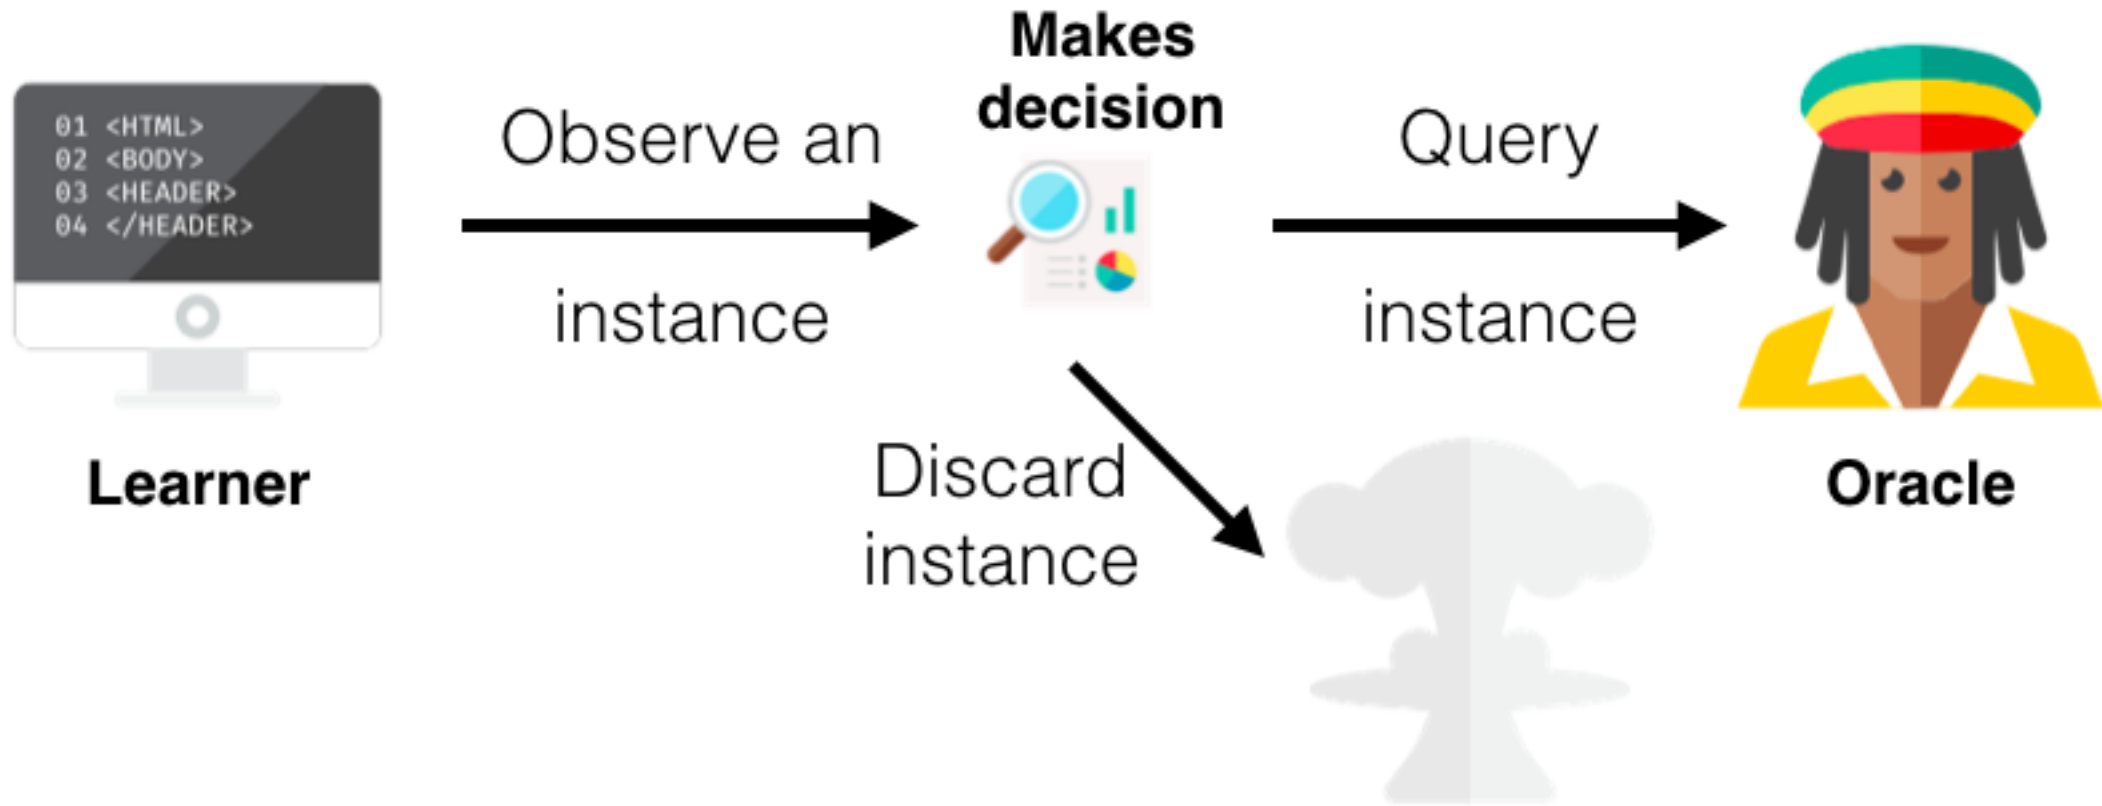 Makes
decision
01 <HTML>
02 <BODY>
03 <HEADER>
04 </HEADER>
Observe an
instance
Query
instance
Discard
instance
Learner
Oracle